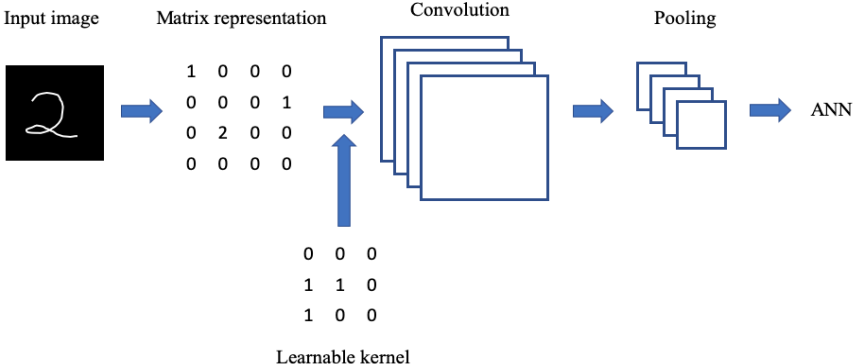 Input image
Matrix representation
Convolution
Pooling
2
1 0 0 0
0 0 0 1
0 2 0 0
0 0 0 0
ANN
0 0 0
1 1 0
1 0 0
Learnable kernel